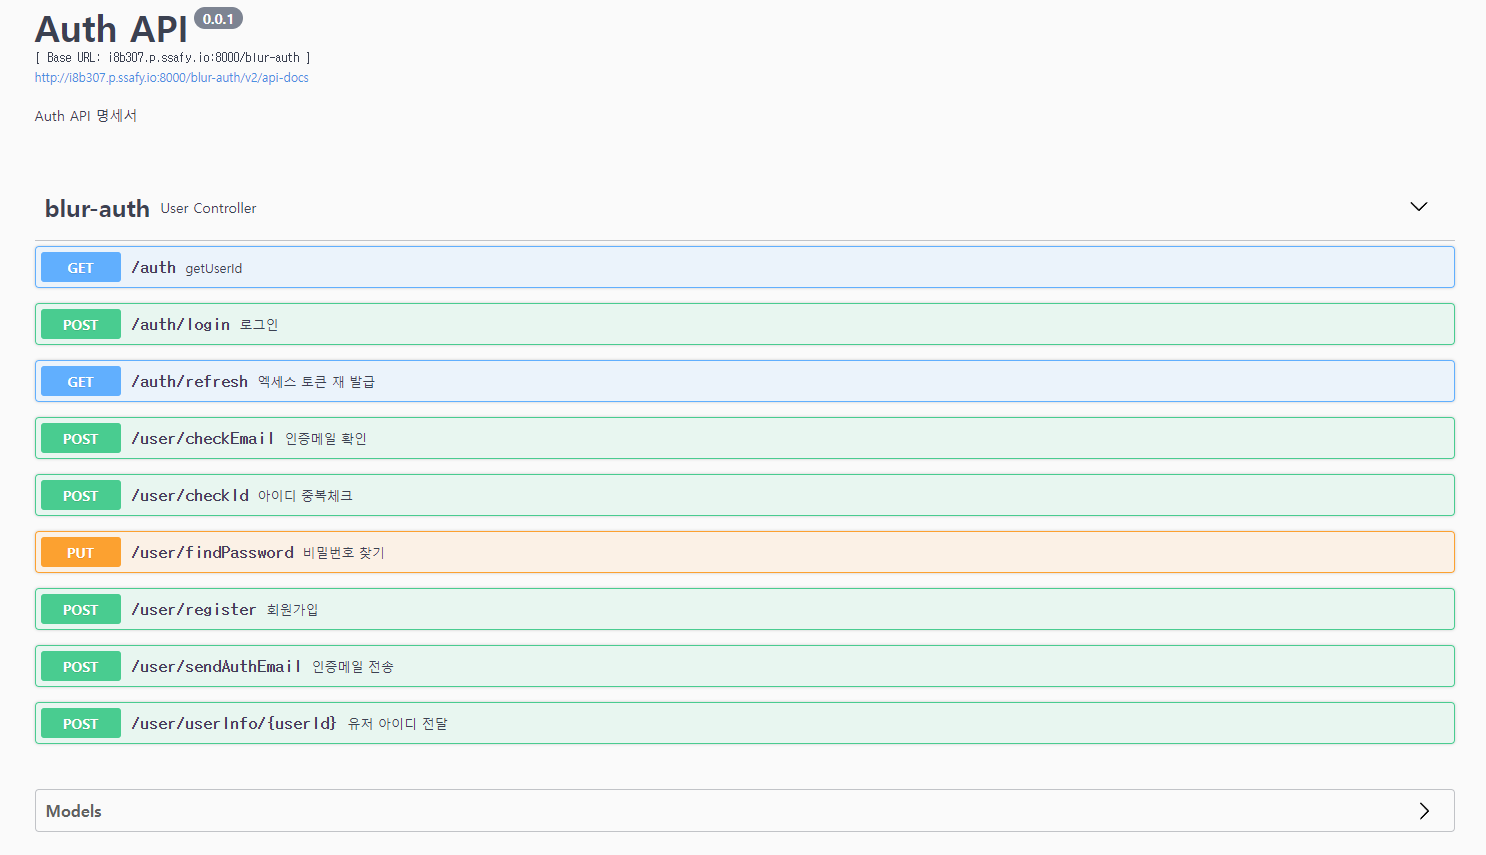 Auth API 0.0.1
[ Base URL: i8b307.p.ssafy.io:8000/blur-auth ]
http://i8b307.p.ssafy.io:8000/blur-auth/v2/api-docs
Auth API 명세서
blur-auth User Controller
GET /auth getUserId
POST /auth/login 로그인
GET /auth/refresh 엑세스 토큰 재 발급
POST /user/checkEmail 인증메일 확인
POST /user/checkId 아이디 중복체크
PUT /user/findPassword 비밀번호 찾기
POST /user/register 회원가입
POST /user/sendAuthEmail 인증메일 전송
POST /user/userInfo/{userId} 유저 아이디 전달
Models